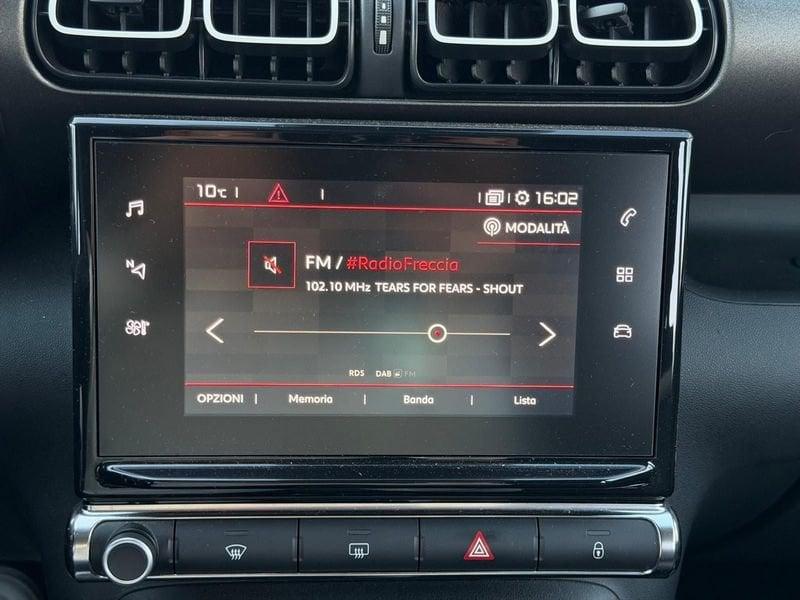 10°C 16:02
MODALITÀ
FM / #RadioFreccia
102.10 MHz TEARS FOR FEARS - SHOUT
RDS DAB FM
OPZIONI Memoria Banda Lista
N